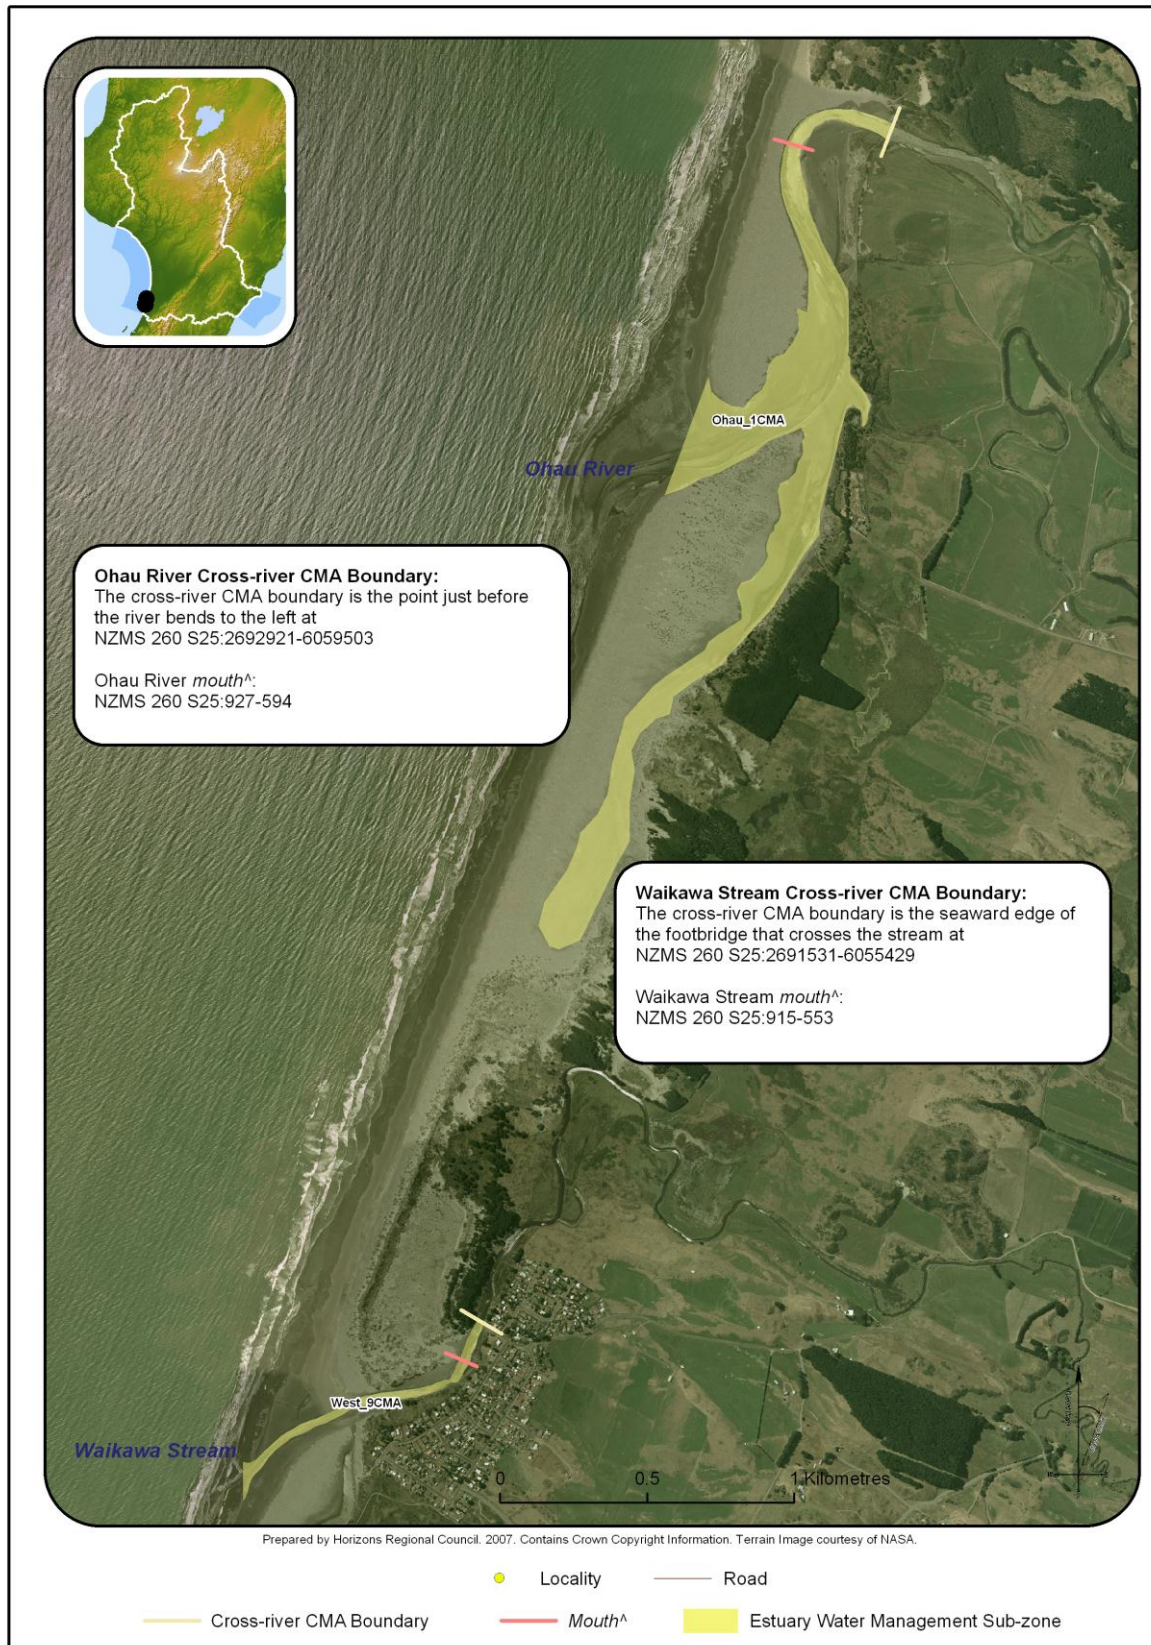 Ohau_1CMA
Ohau River
Ohau River Cross-river CMA Boundary:
The cross-river CMA boundary is the point just before
the river bends to the left at
NZMS 260 S25:2692921-6059503
Ohau River mouth^:
NZMS 260 S25:927-594
Waikawa Stream Cross-river CMA Boundary:
The cross-river CMA boundary is the seaward edge of
the footbridge that crosses the stream at
NZMS 260 S25:2691531-6055429
Waikawa Stream mouth^:
NZMS 260 S25:915-553
West_9CMA
Waikawa Stream
0 0.5 1 Kilometres
Prepared by Horizons Regional Council. 2007. Contains Crown Copyright Information. Terrain Image courtesy of NASA.
Locality Road
Cross-river CMA Boundary Mouth^ Estuary Water Management Sub-zone